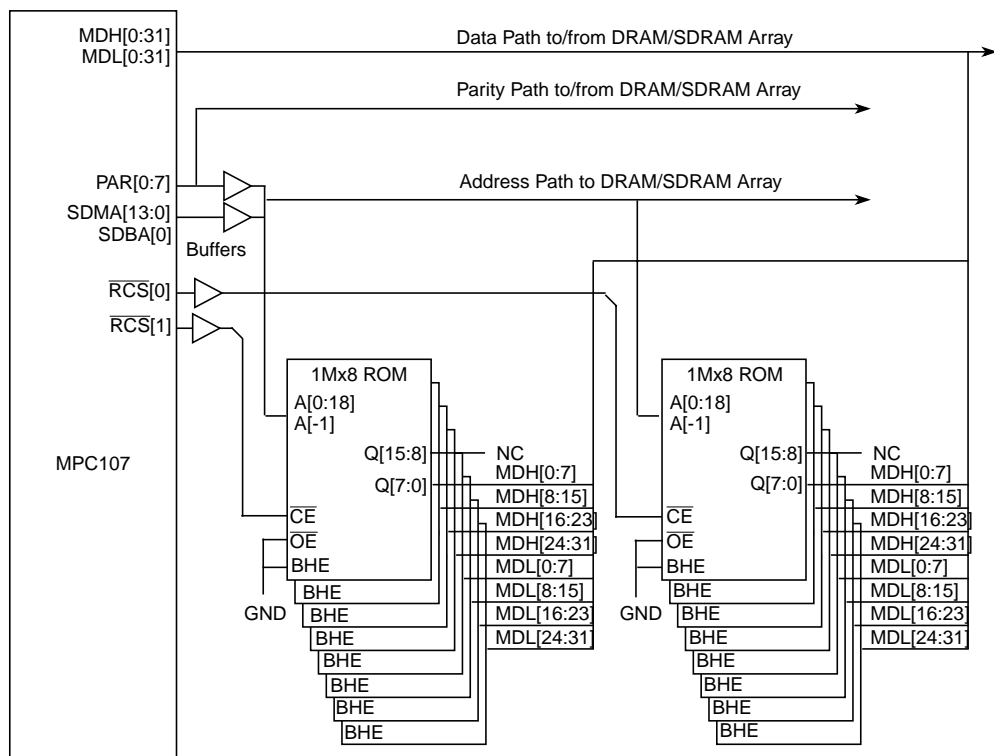 MDH[0:31]
MDL[0:31]
Data Path to/from DRAM/SDRAM Array
Parity Path to/from DRAM/SDRAM Array
PAR[0:7]
Address Path to DRAM/SDRAM Array
SDMA[13:0]
SDBA[0]
Buffers
RCS[0]
RCS[1]
MPC107
1Mx8 ROM
A[0:18]
A[-1]
Q[15:8]
Q[7:0]
CE
OE
BHE
GND
BHE
BHE
BHE
BHE
BHE
BHE
BHE
NC
MDH[0:7]
MDH[8:15]
MDH[16:23]
MDH[24:31]
MDL[0:7]
MDL[8:15]
MDL[16:23]
MDL[24:31]
1Mx8 ROM
A[0:18]
A[-1]
Q[15:8]
Q[7:0]
CE
OE
BHE
GND
BHE
BHE
BHE
BHE
BHE
BHE
BHE
NC
MDH[0:7]
MDH[8:15]
MDH[16:23]
MDH[24:31]
MDL[0:7]
MDL[8:15]
MDL[16:23]
MDL[24:31]